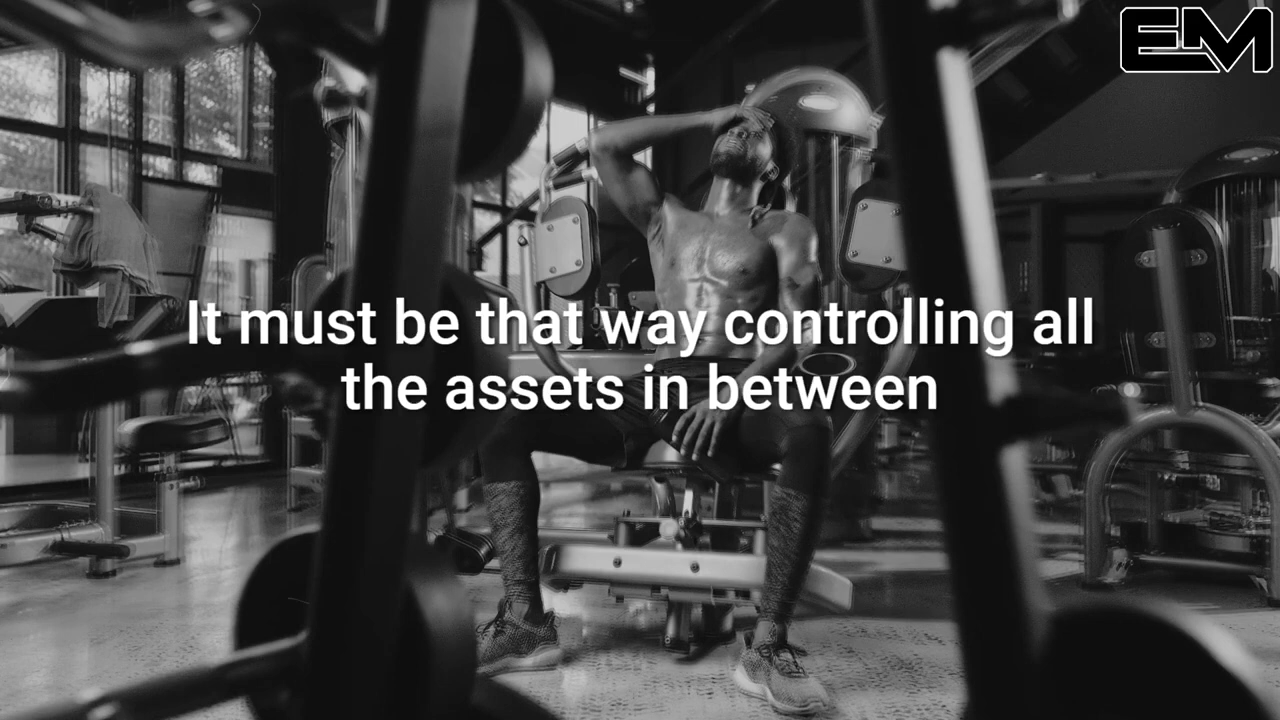 EM
It must be that way controlling all
the assets in between